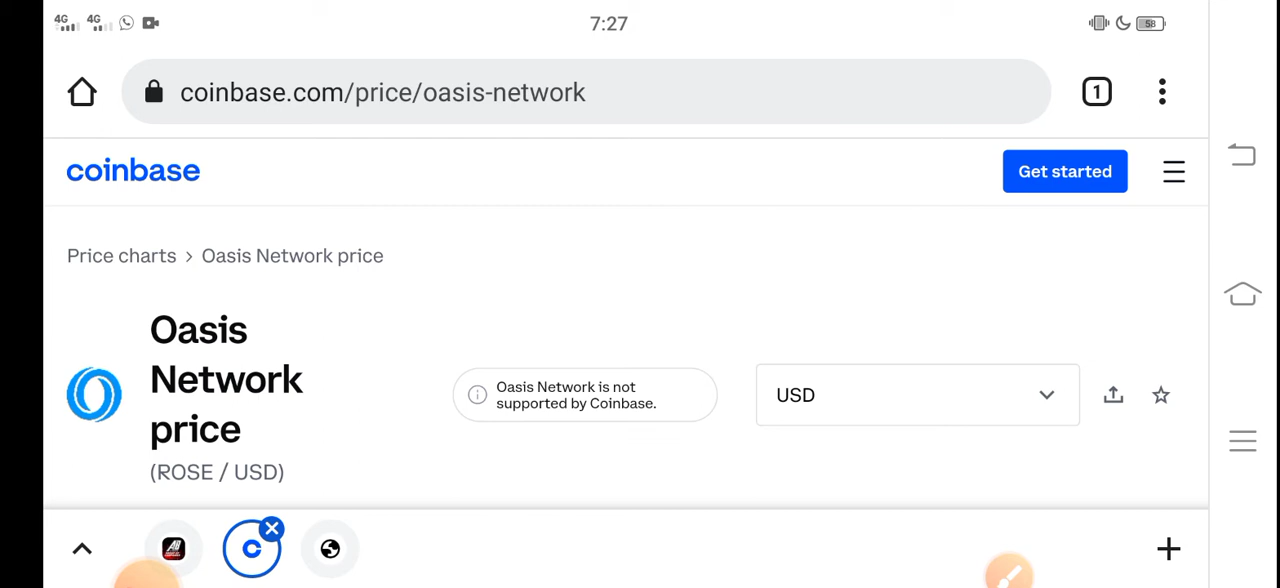 4G 4G 7:27 58
coinbase.com/price/oasis-network 1
coinbase Get started
Price charts > Oasis Network price
Oasis
Network
price
(ROSE / USD)
Oasis Network is not
supported by Coinbase.
USD